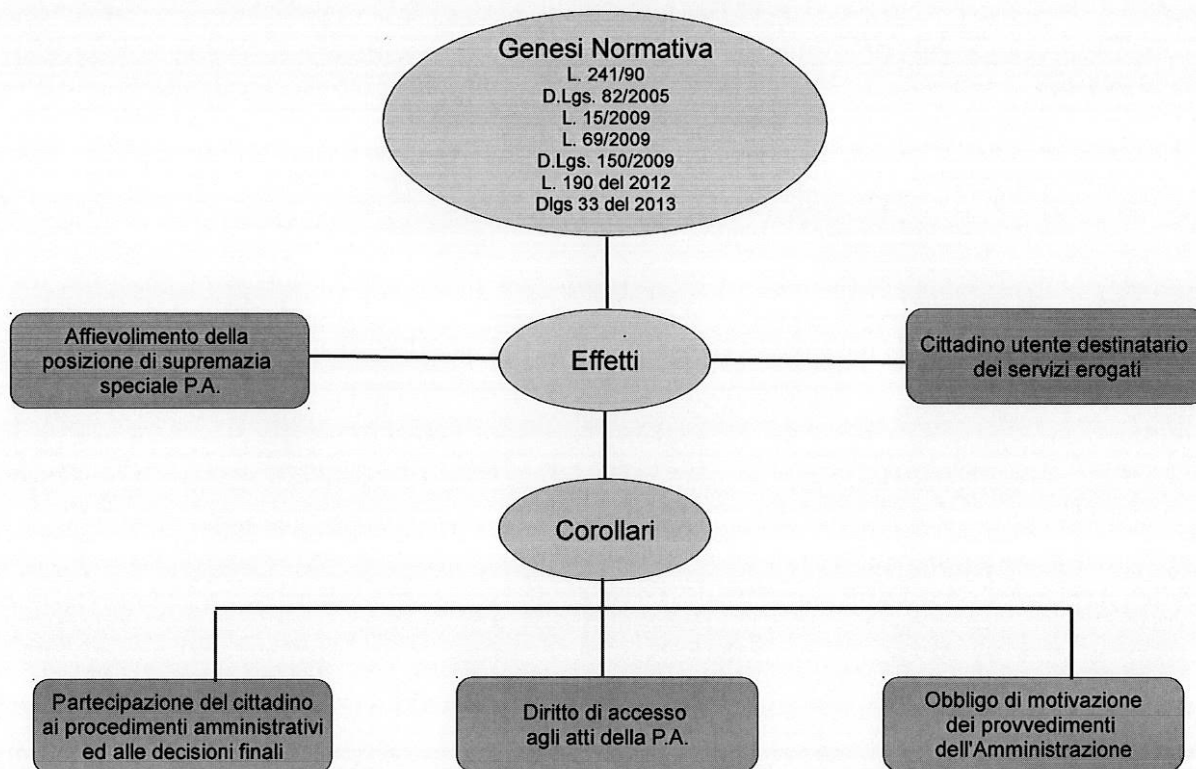 Genesi Normativa
L. 241/90
D.Lgs. 82/2005
L. 15/2009
L. 69/2009
D.Lgs. 150/2009
L. 190 del 2012
Dlgs 33 del 2013
Affievolimento della
posizione di supremazia
speciale P.A.
Effetti
Cittadino utente destinatario
dei servizi erogati
Corollari
Partecipazione del cittadino
ai procedimenti amministrativi
ed alle decisioni finali
Diritto di accesso
agli atti della P.A.
Obbligo di motivazione
dei provvedimenti
dell'Amministrazione